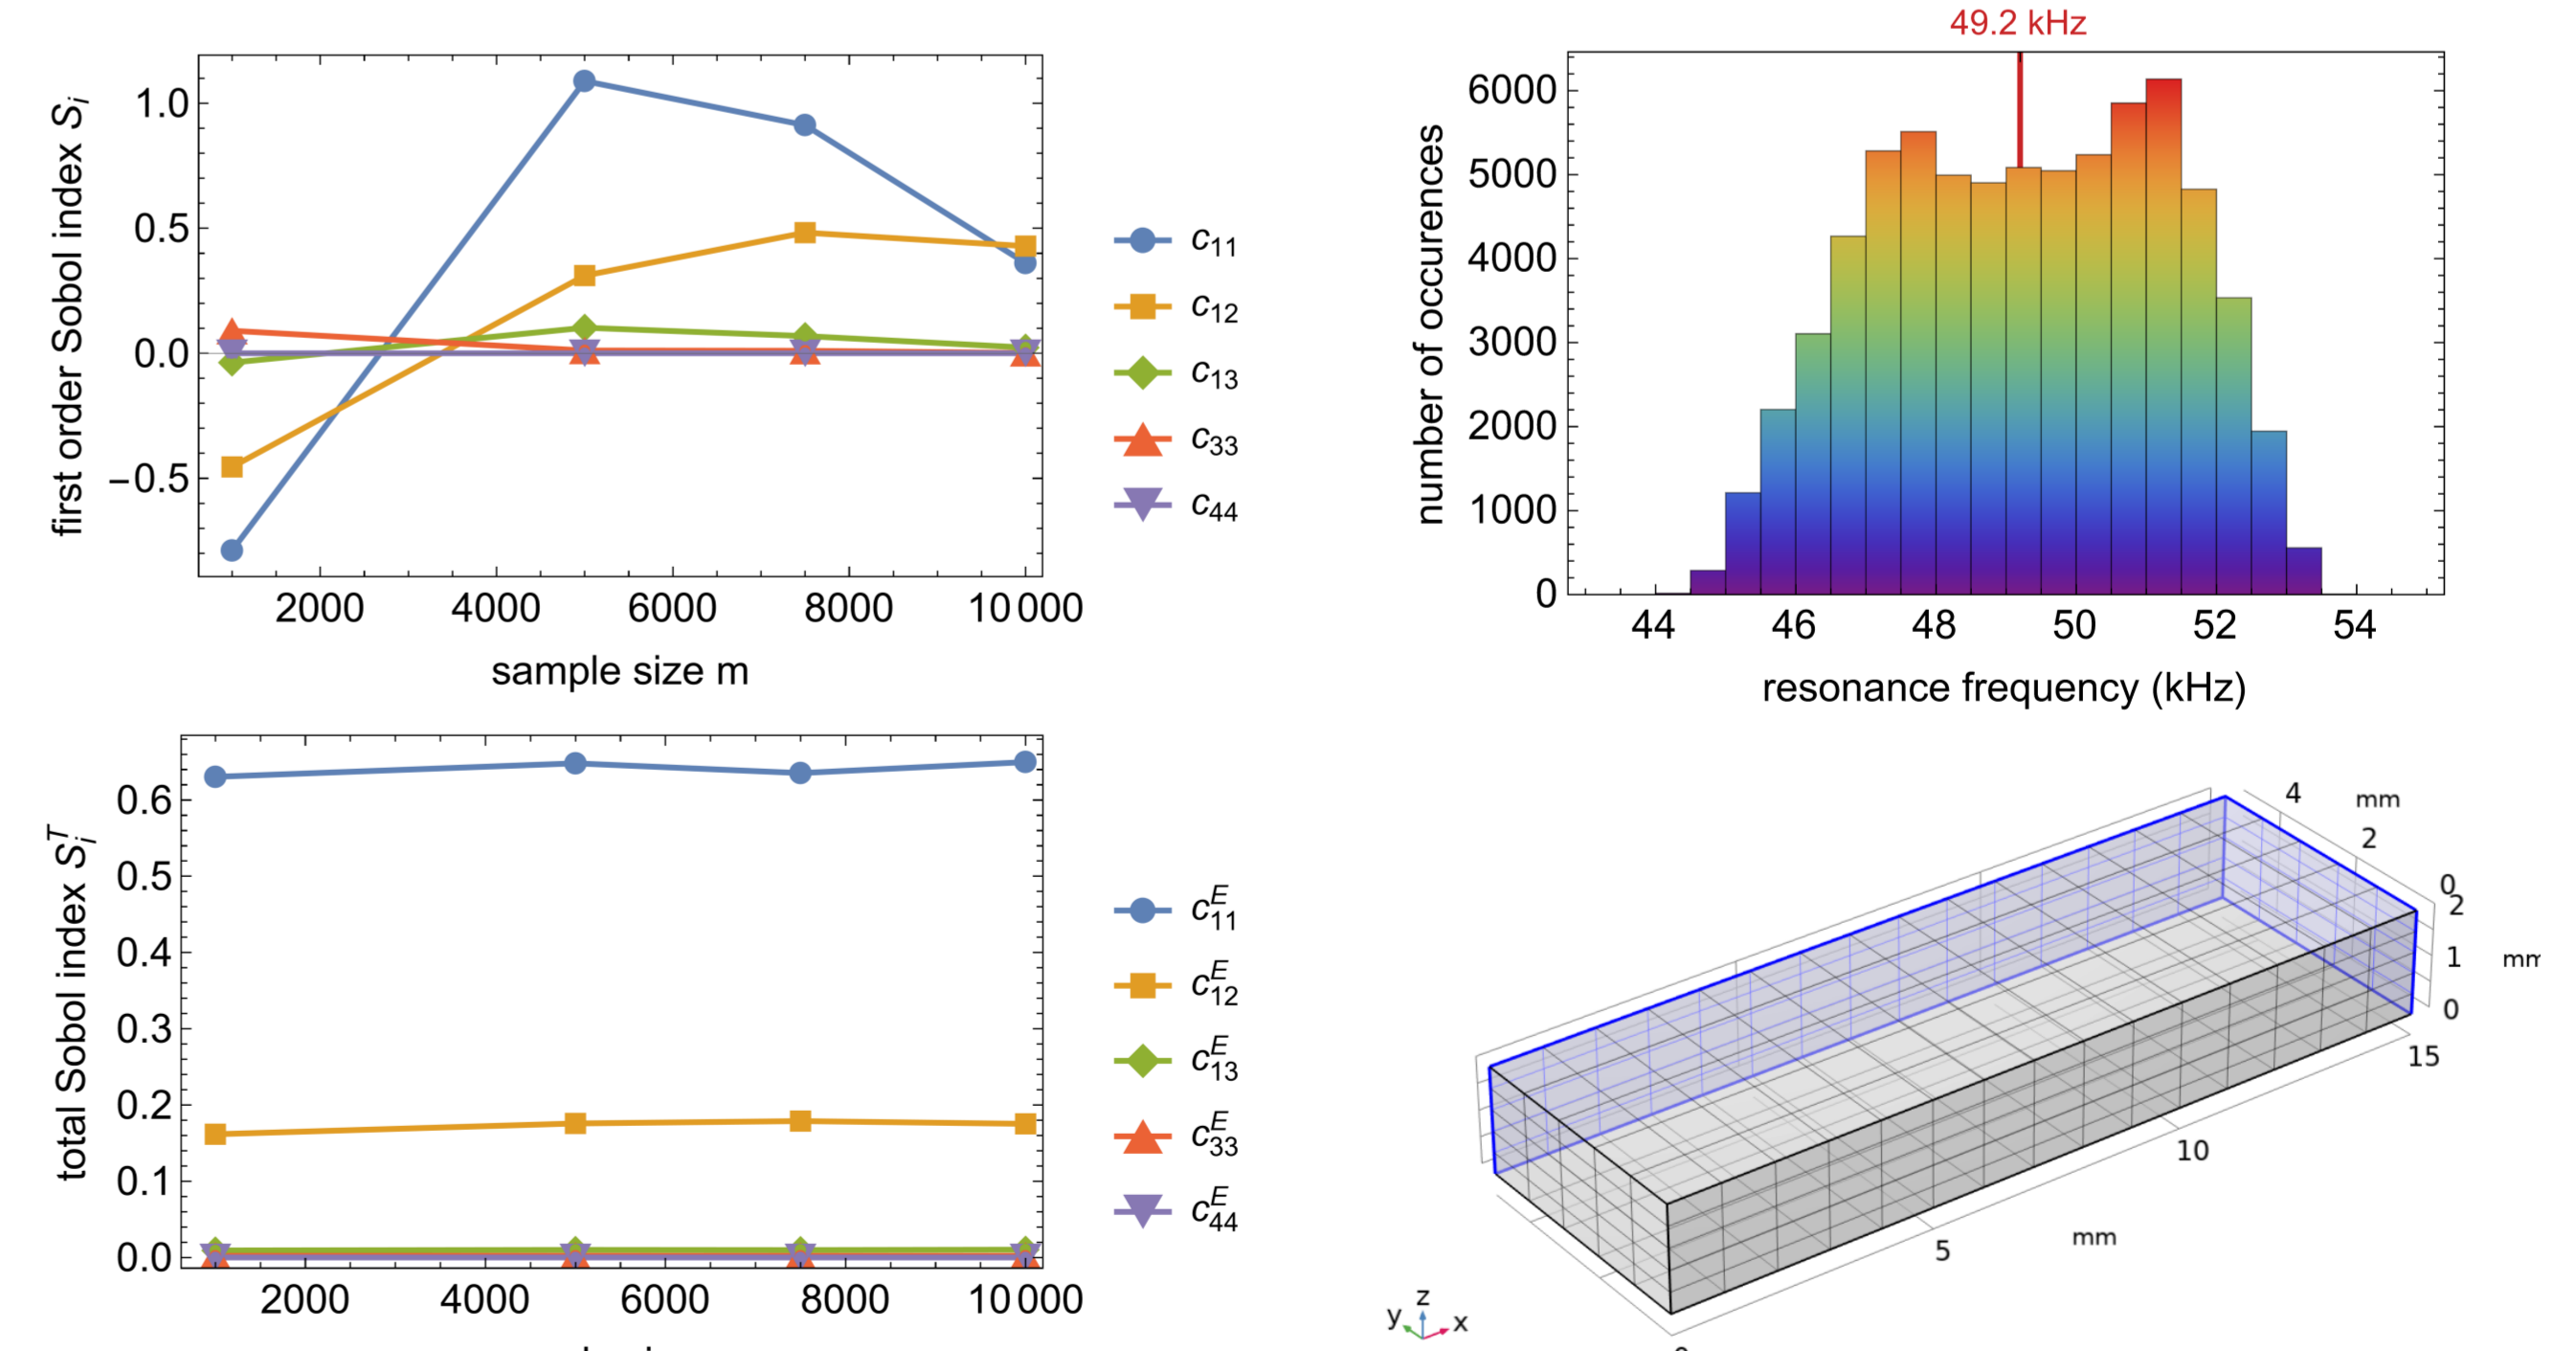 1.0
0.5
0.0
−0.5
first order Sobol index Si
2000 4000 6000 8000 10000
sample size m
c11
c12
c13
c33
c44
49.2 kHz
6000
5000
4000
3000
2000
1000
0
number of occurences
44 46 48 50 52 54
resonance frequency (kHz)
0.6
0.5
0.4
0.3
0.2
0.1
0.0
total Sobol index SiT
2000 4000 6000 8000 10000
cE11
cE12
cE13
cE33
cE44
4 mm
2
0
2
1 mm
0
15
10
mm
5
z
y x